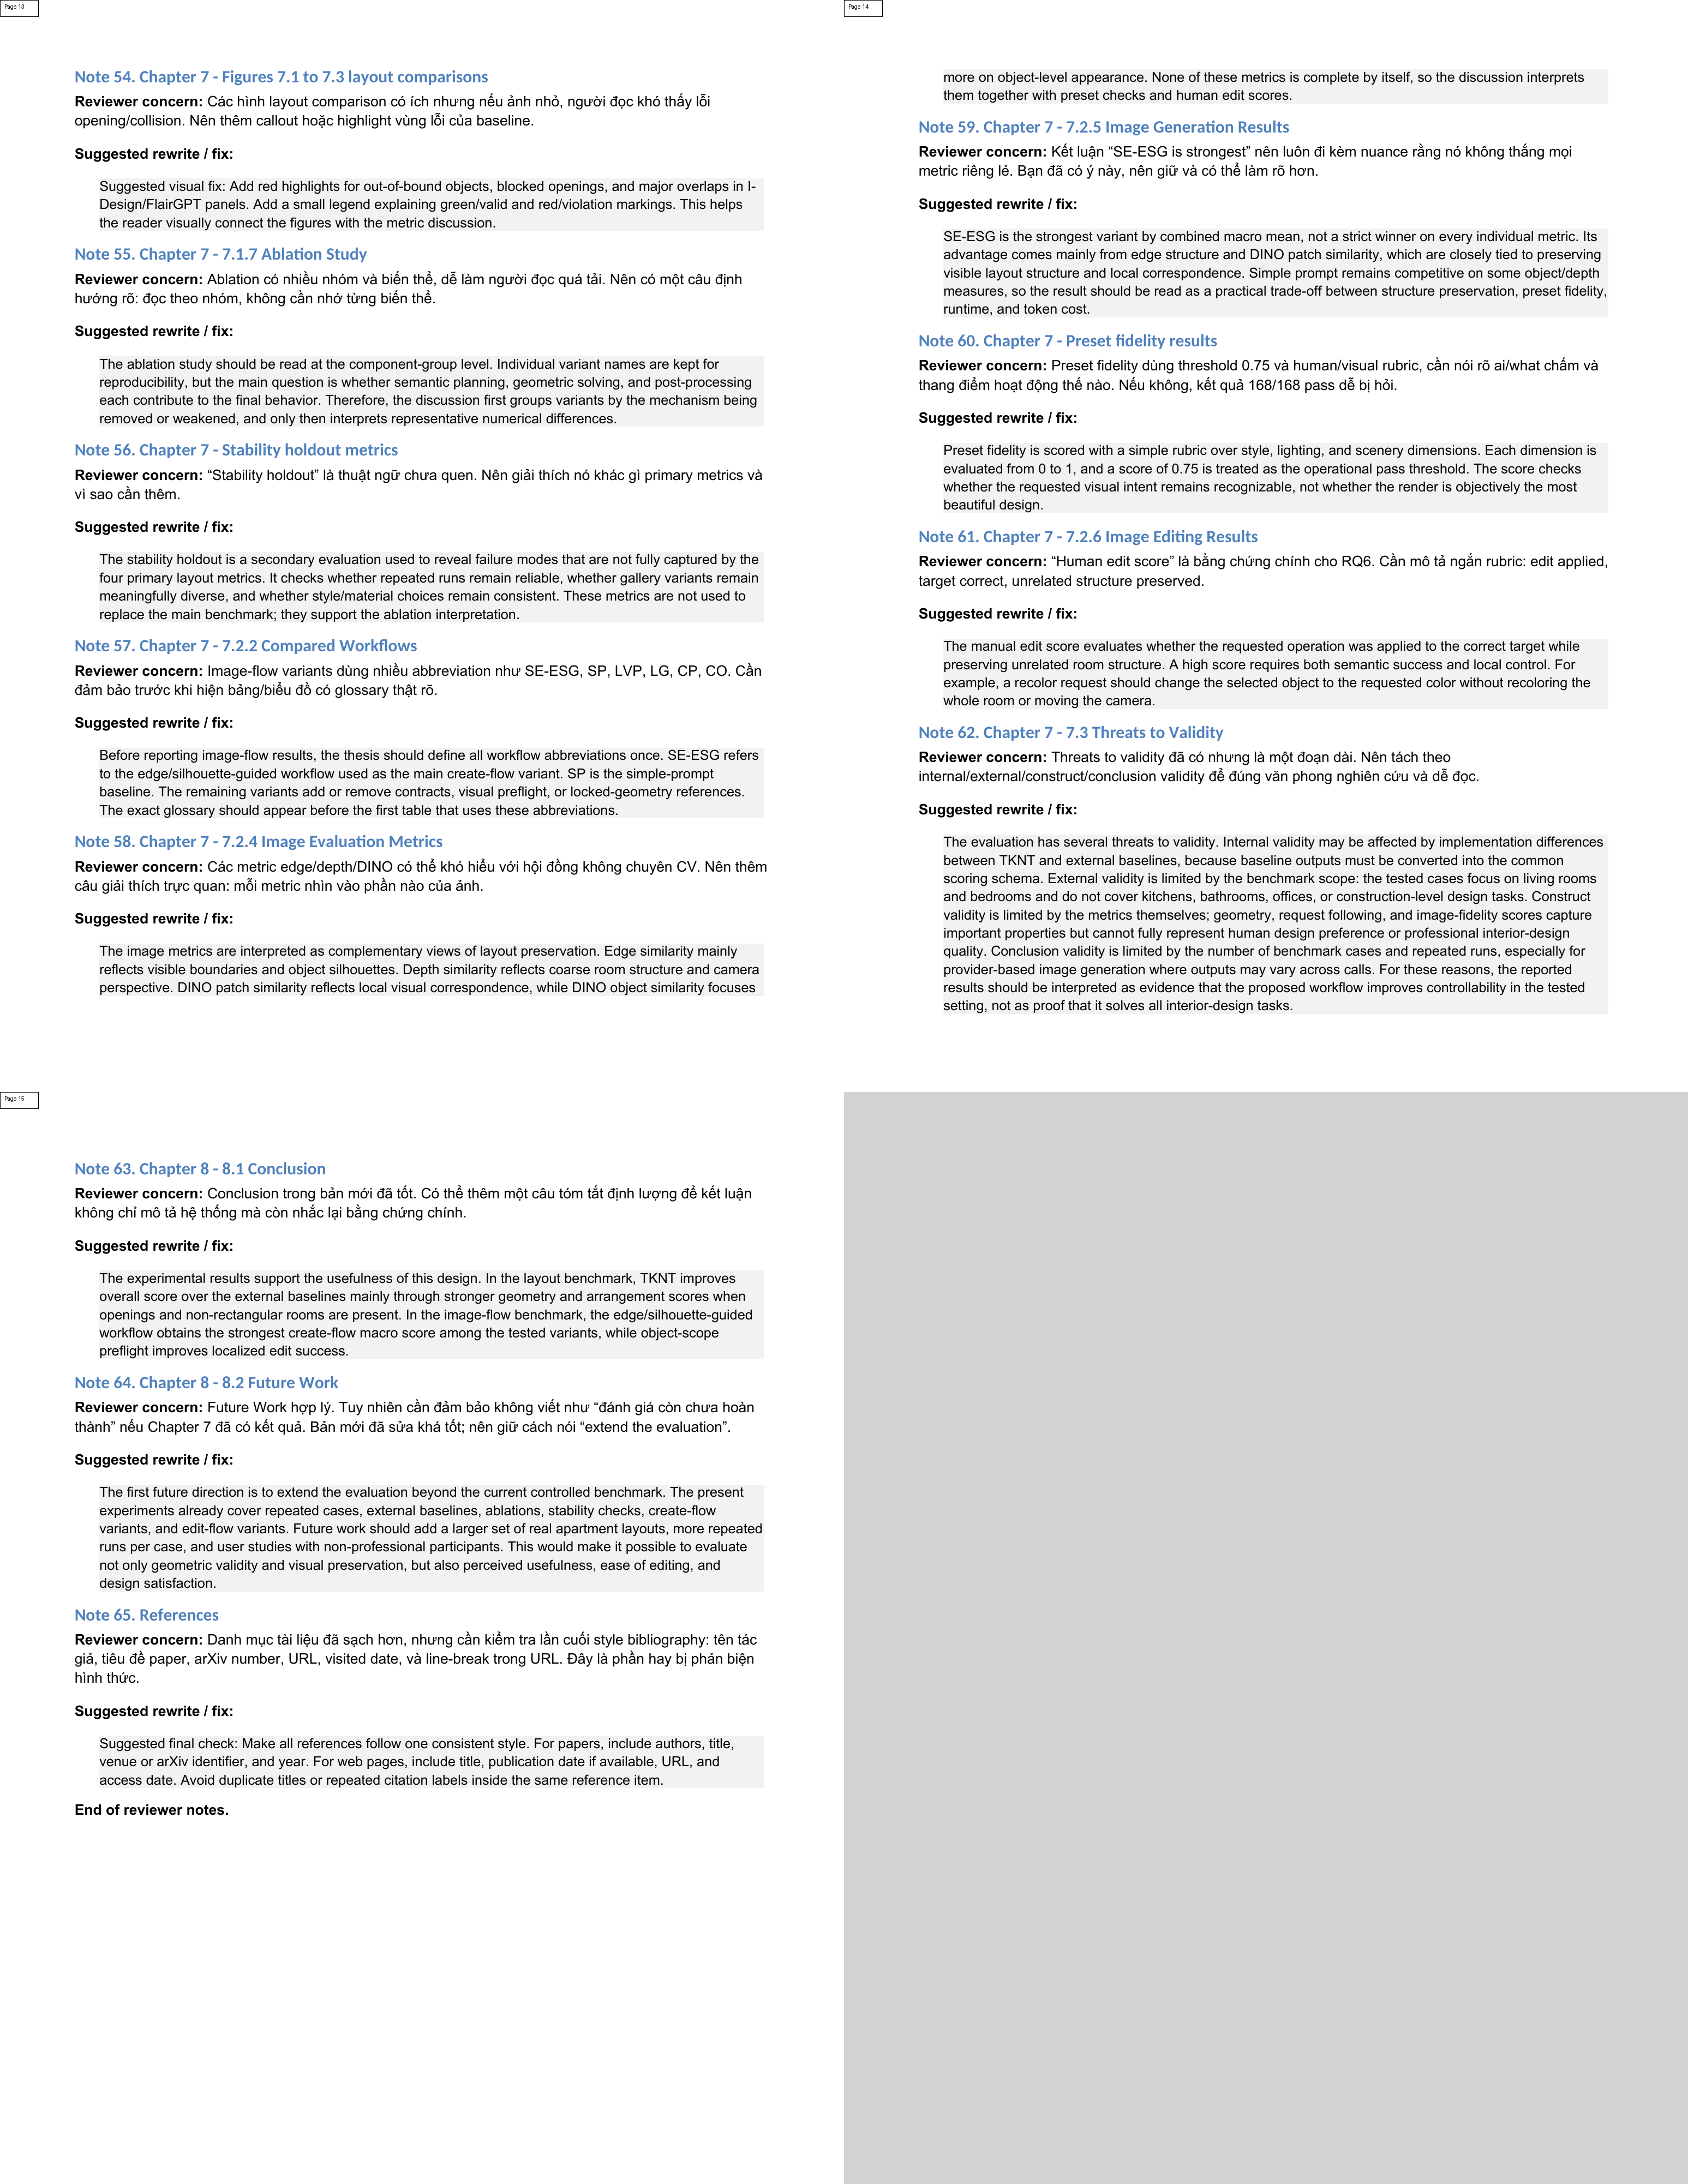 Page 13
Note 54. Chapter 7 - Figures 7.1 to 7.3 layout comparisons
Reviewer concern: Các hình layout comparison có ích nhưng nếu ảnh nhỏ, người đọc khó thấy lỗi
opening/collision. Nên thêm callout hoặc highlight vùng lỗi của baseline.
Suggested rewrite / fix:
Suggested visual fix: Add red highlights for out-of-bound objects, blocked openings, and major overlaps in I-
Design/FlairGPT panels. Add a small legend explaining green/valid and red/violation markings. This helps
the reader visually connect the figures with the metric discussion.
Note 55. Chapter 7 - 7.1.7 Ablation Study
Reviewer concern: Ablation có nhiều nhóm và biến thể, dễ làm người đọc quá tải. Nên có một câu định
hướng rõ: đọc theo nhóm, không cần nhớ từng biến thể.
Suggested rewrite / fix:
The ablation study should be read at the component-group level. Individual variant names are kept for
reproducibility, but the main question is whether semantic planning, geometric solving, and post-processing
each contribute to the final behavior. Therefore, the discussion first groups variants by the mechanism being
removed or weakened, and only then interprets representative numerical differences.
Note 56. Chapter 7 - Stability holdout metrics
Reviewer concern: “Stability holdout” là thuật ngữ chưa quen. Nên giải thích nó khác gì primary metrics và
vì sao cần thêm.
Suggested rewrite / fix:
The stability holdout is a secondary evaluation used to reveal failure modes that are not fully captured by the
four primary layout metrics. It checks whether repeated runs remain reliable, whether gallery variants remain
meaningfully diverse, and whether style/material choices remain consistent. These metrics are not used to
replace the main benchmark; they support the ablation interpretation.
Note 57. Chapter 7 - 7.2.2 Compared Workflows
Reviewer concern: Image-flow variants dùng nhiều abbreviation như SE-ESG, SP, LVP, LG, CP, CO. Cần
đảm bảo trước khi hiện bảng/biểu đồ có glossary thật rõ.
Suggested rewrite / fix:
Before reporting image-flow results, the thesis should define all workflow abbreviations once. SE-ESG refers
to the edge/silhouette-guided workflow used as the main create-flow variant. SP is the simple-prompt
baseline. The remaining variants add or remove contracts, visual preflight, or locked-geometry references.
The exact glossary should appear before the first table that uses these abbreviations.
Note 58. Chapter 7 - 7.2.4 Image Evaluation Metrics
Reviewer concern: Các metric edge/depth/DINO có thể khó hiểu với hội đồng không chuyên CV. Nên thêm
câu giải thích trực quan: mỗi metric nhìn vào phần nào của ảnh.
Suggested rewrite / fix:
The image metrics are interpreted as complementary views of layout preservation. Edge similarity mainly
reflects visible boundaries and object silhouettes. Depth similarity reflects coarse room structure and camera
perspective. DINO patch similarity reflects local visual correspondence, while DINO object similarity focuses
Page 14
more on object-level appearance. None of these metrics is complete by itself, so the discussion interprets
them together with preset checks and human edit scores.
Note 59. Chapter 7 - 7.2.5 Image Generation Results
Reviewer concern: Kết luận “SE-ESG is strongest” nên luôn đi kèm nuance rằng nó không thắng mọi
metric riêng lẻ. Bạn đã có ý này, nên giữ và có thể làm rõ hơn.
Suggested rewrite / fix:
SE-ESG is the strongest variant by combined macro mean, not a strict winner on every individual metric. Its
advantage comes mainly from edge structure and DINO patch similarity, which are closely tied to preserving
visible layout structure and local correspondence. Simple prompt remains competitive on some object/depth
measures, so the result should be read as a practical trade-off between structure preservation, preset fidelity,
runtime, and token cost.
Note 60. Chapter 7 - Preset fidelity results
Reviewer concern: Preset fidelity dùng threshold 0.75 và human/visual rubric, cần nói rõ ai/what chấm và
thang điểm hoạt động thế nào. Nếu không, kết quả 168/168 pass dễ bị hỏi.
Suggested rewrite / fix:
Preset fidelity is scored with a simple rubric over style, lighting, and scenery dimensions. Each dimension is
evaluated from 0 to 1, and a score of 0.75 is treated as the operational pass threshold. The score checks
whether the requested visual intent remains recognizable, not whether the render is objectively the most
beautiful design.
Note 61. Chapter 7 - 7.2.6 Image Editing Results
Reviewer concern: “Human edit score” là bằng chứng chính cho RQ6. Cần mô tả ngắn rubric: edit applied,
target correct, unrelated structure preserved.
Suggested rewrite / fix:
The manual edit score evaluates whether the requested operation was applied to the correct target while
preserving unrelated room structure. A high score requires both semantic success and local control. For
example, a recolor request should change the selected object to the requested color without recoloring the
whole room or moving the camera.
Note 62. Chapter 7 - 7.3 Threats to Validity
Reviewer concern: Threats to validity đã có nhưng là một đoạn dài. Nên tách theo
internal/external/construct/conclusion validity để đúng văn phong nghiên cứu và dễ đọc.
Suggested rewrite / fix:
The evaluation has several threats to validity. Internal validity may be affected by implementation differences
between TKNT and external baselines, because baseline outputs must be converted into the common
scoring schema. External validity is limited by the benchmark scope: the tested cases focus on living rooms
and bedrooms and do not cover kitchens, bathrooms, offices, or construction-level design tasks. Construct
validity is limited by the metrics themselves; geometry, request following, and image-fidelity scores capture
important properties but cannot fully represent human design preference or professional interior-design
quality. Conclusion validity is limited by the number of benchmark cases and repeated runs, especially for
provider-based image generation where outputs may vary across calls. For these reasons, the reported
results should be interpreted as evidence that the proposed workflow improves controllability in the tested
setting, not as proof that it solves all interior-design tasks.
Page 15
Note 63. Chapter 8 - 8.1 Conclusion
Reviewer concern: Conclusion trong bản mới đã tốt. Có thể thêm một câu tóm tắt định lượng để kết luận
không chỉ mô tả hệ thống mà còn nhắc lại bằng chứng chính.
Suggested rewrite / fix:
The experimental results support the usefulness of this design. In the layout benchmark, TKNT improves
overall score over the external baselines mainly through stronger geometry and arrangement scores when
openings and non-rectangular rooms are present. In the image-flow benchmark, the edge/silhouette-guided
workflow obtains the strongest create-flow macro score among the tested variants, while object-scope
preflight improves localized edit success.
Note 64. Chapter 8 - 8.2 Future Work
Reviewer concern: Future Work hợp lý. Tuy nhiên cần đảm bảo không viết như “đánh giá còn chưa hoàn
thành” nếu Chapter 7 đã có kết quả. Bản mới đã sửa khá tốt; nên giữ cách nói “extend the evaluation”.
Suggested rewrite / fix:
The first future direction is to extend the evaluation beyond the current controlled benchmark. The present
experiments already cover repeated cases, external baselines, ablations, stability checks, create-flow
variants, and edit-flow variants. Future work should add a larger set of real apartment layouts, more repeated
runs per case, and user studies with non-professional participants. This would make it possible to evaluate
not only geometric validity and visual preservation, but also perceived usefulness, ease of editing, and
design satisfaction.
Note 65. References
Reviewer concern: Danh mục tài liệu đã sạch hơn, nhưng cần kiểm tra lần cuối style bibliography: tên tác
giả, tiêu đề paper, arXiv number, URL, visited date, và line-break trong URL. Đây là phần hay bị phản biện
hình thức.
Suggested rewrite / fix:
Suggested final check: Make all references follow one consistent style. For papers, include authors, title,
venue or arXiv identifier, and year. For web pages, include title, publication date if available, URL, and
access date. Avoid duplicate titles or repeated citation labels inside the same reference item.
End of reviewer notes.